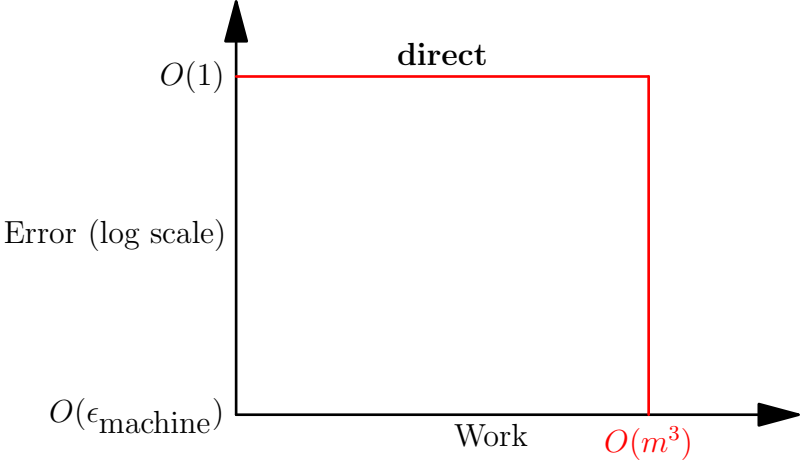 direct
O(1)
Error (log scale)
O(ϵmachine)
Work
O(m³)